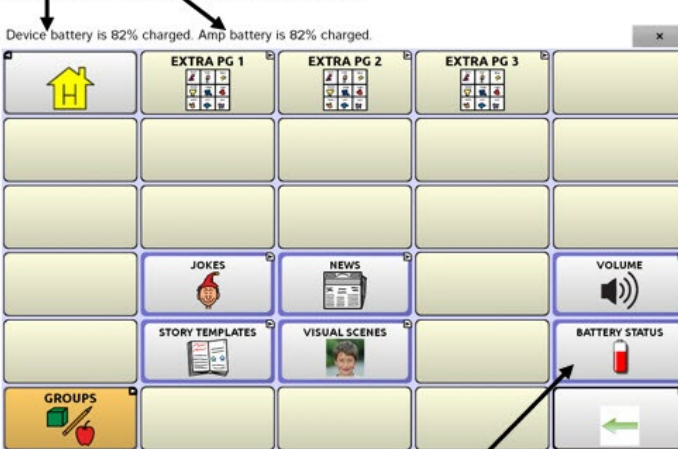 Device battery is 82% charged. Amp battery is 82% charged.
H
EXTRA PG 1
EXTRA PG 2
EXTRA PG 3
JOKES
NEWS
VOLUME
STORY TEMPLATES
VISUAL SCENES
BATTERY STATUS
GROUPS